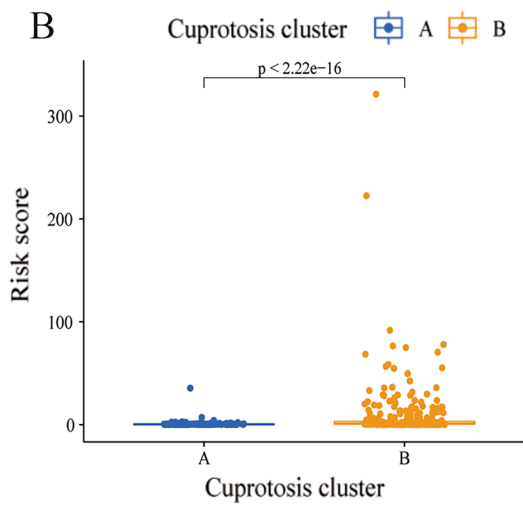 B
Cuprotosis cluster A B
p < 2.22e−16
Risk score
300
200
100
0
A B
Cuprotosis cluster